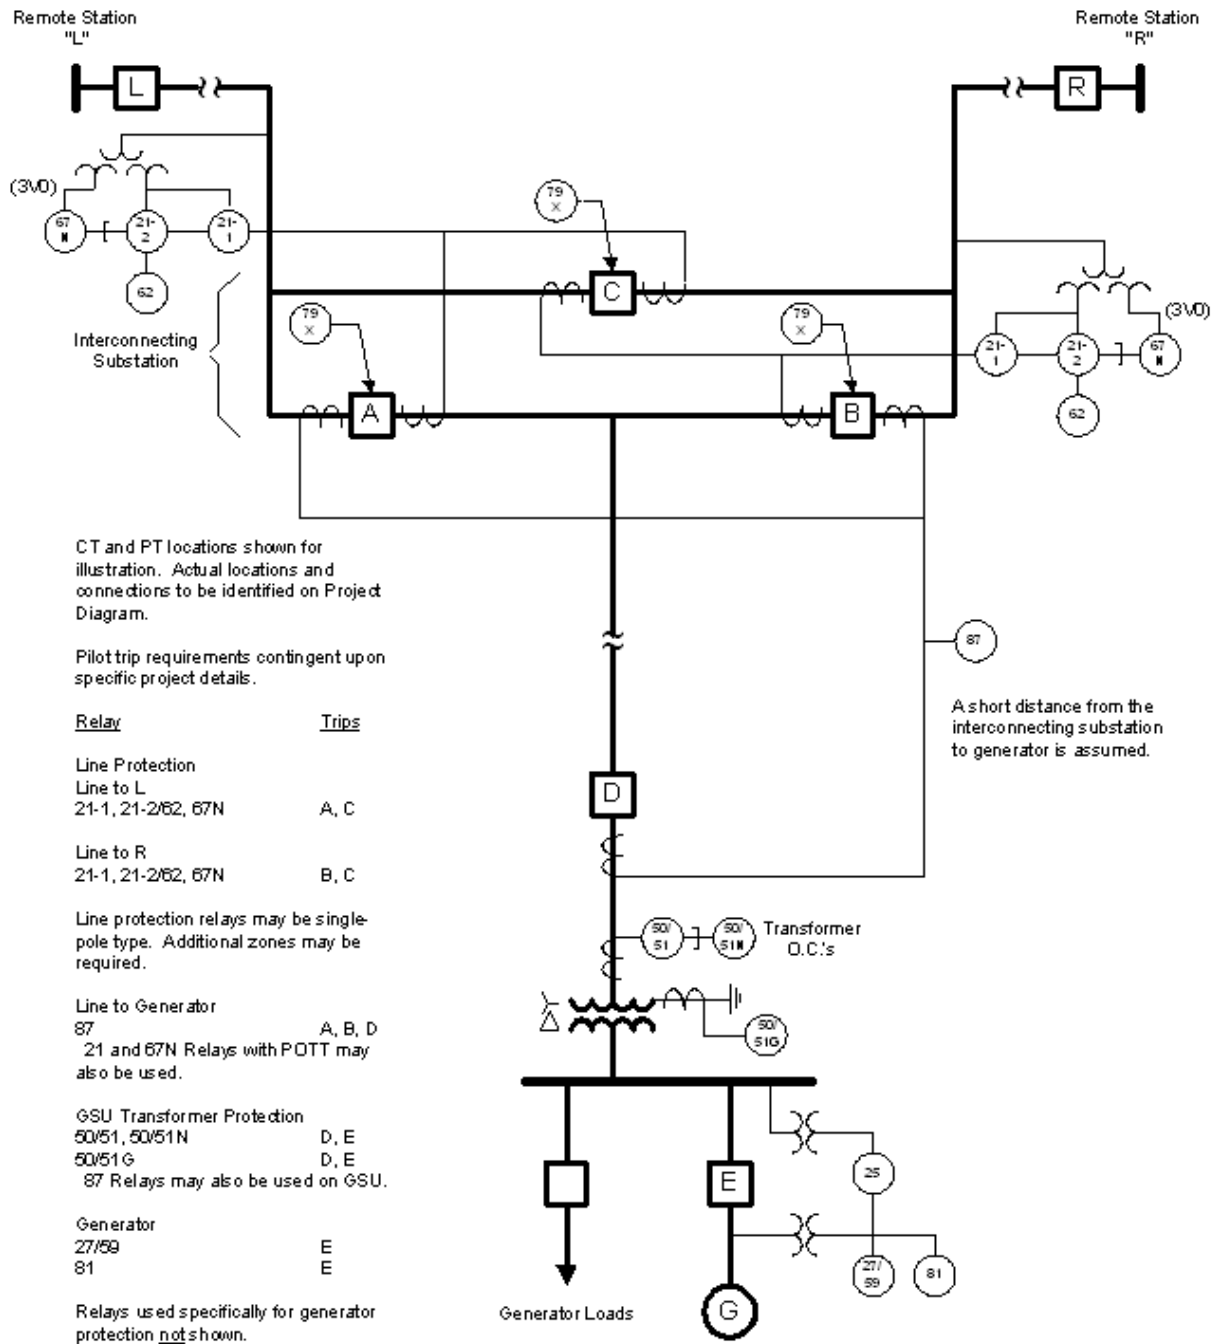 Remote Station
"L"
Remote Station
"R"
L
R
(3V0)
67
N
21-
2
21-
1
62
79
X
C
Interconnecting
Substation
79
X
79
X
A
B
(3V0)
21-
1
21-
2
67
N
62
CT and PT locations shown for
illustration. Actual locations and
connections to be identified on Project
Diagram.
Pilot trip requirements contingent upon
specific project details.
87
A short distance from the
interconnecting substation
to generator is assumed.
Relay Trips
Line Protection
Line to L
21-1, 21-2/62, 67N A, C
Line to R
21-1, 21-2/62, 67N B, C
Line protection relays may be single-
pole type. Additional zones may be
required.
Line to Generator
87 A, B, D
21 and 67N Relays with POTT may
also be used.
GSU Transformer Protection
50/51, 50/51N D, E
50/51G D, E
87 Relays may also be used on GSU.
Generator
27/59 E
81 E
Relays used specifically for generator
protection not shown.
D
50/
51
50/
51N
Transformer
O.C.'s
50/
51G
E
25
27/
59
81
G
Generator Loads